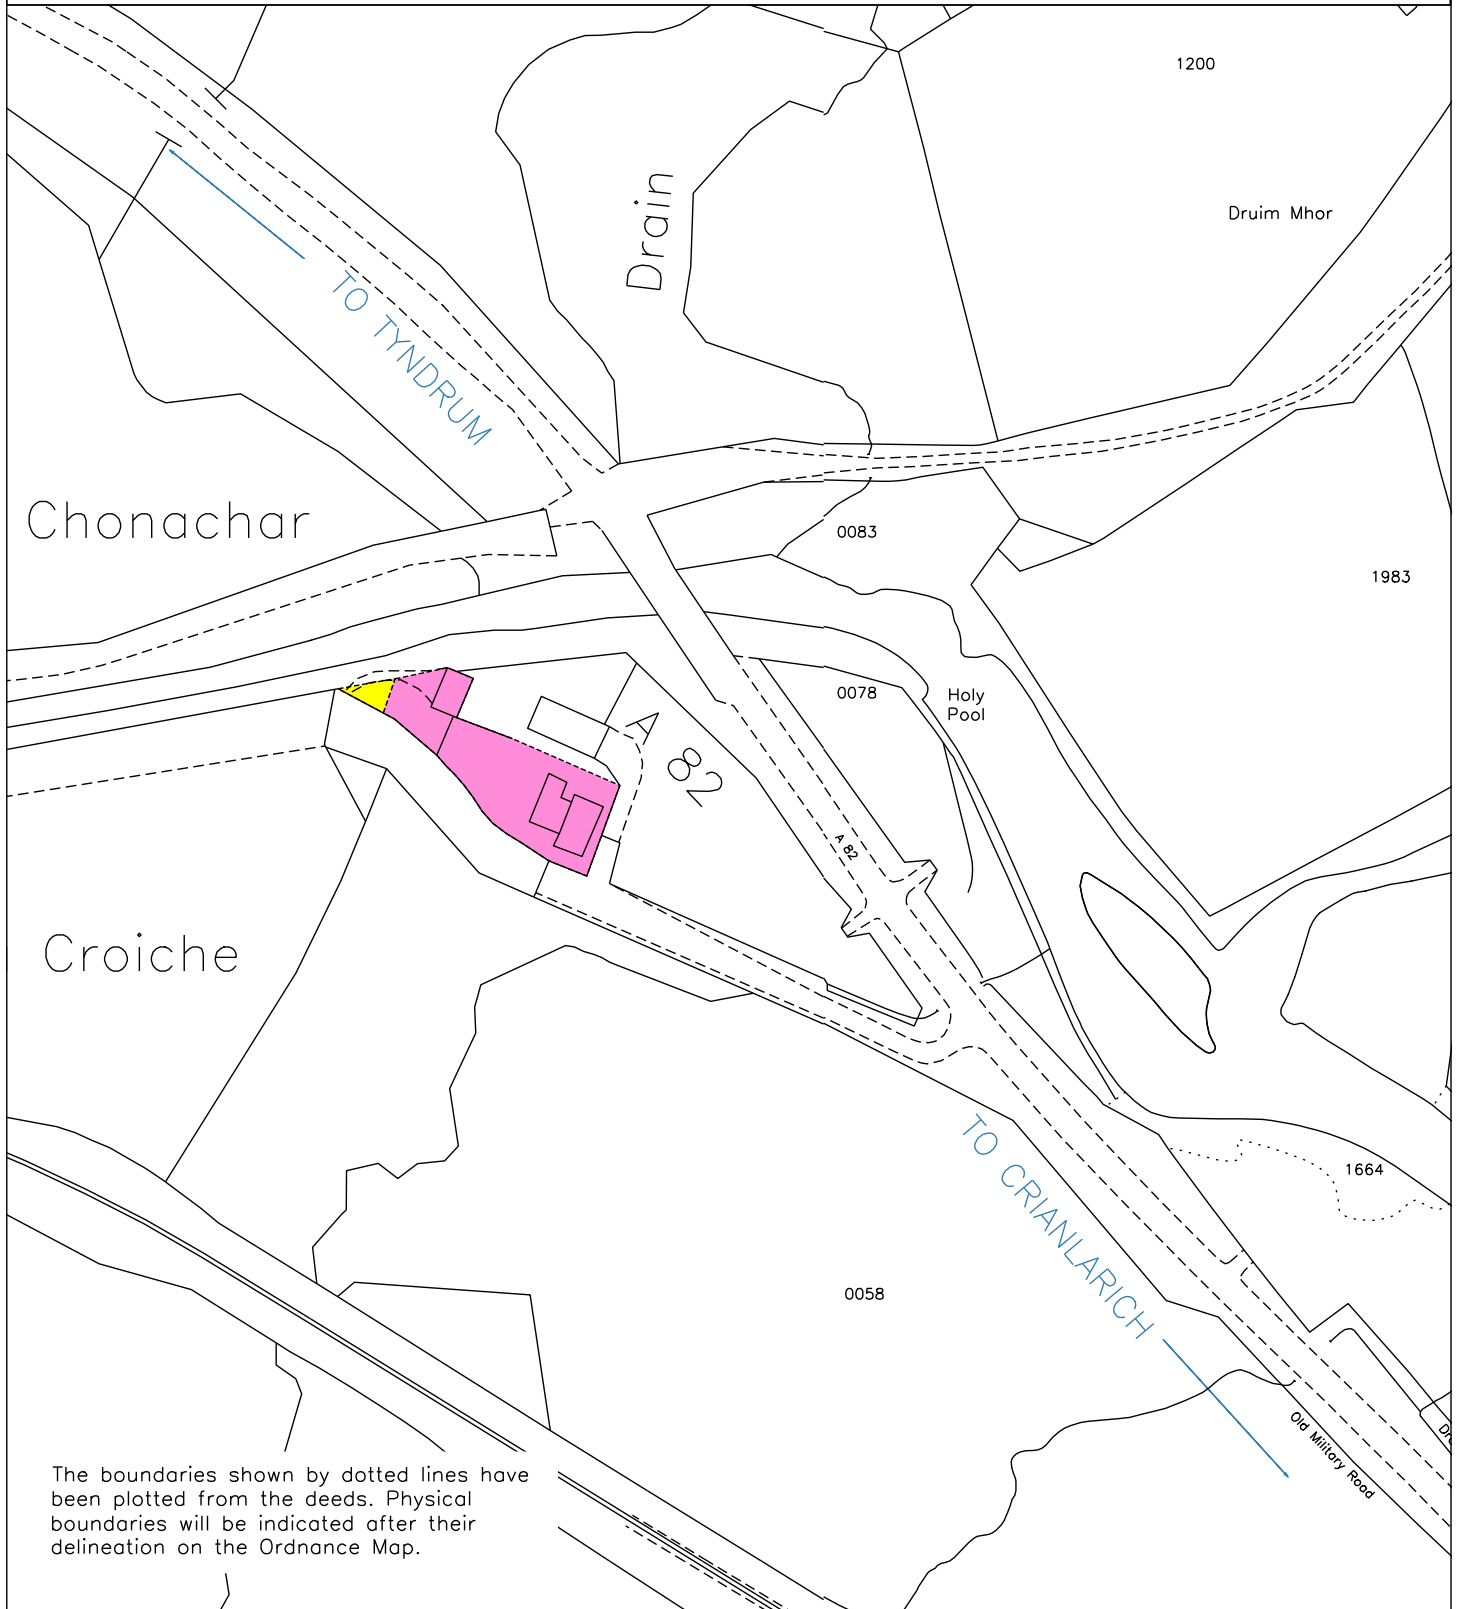 1200
Drain
Druim Mhor
TO TYNDRUM
Chonachar
0083
1983
0078
Holy
Pool
A 82
A 82
Croiche
TO CRIANLARICH
1664
0058
Old Military Road
The boundaries shown by dotted lines have
been plotted from the deeds. Physical
boundaries will be indicated after their
delineation on the Ordnance Map.